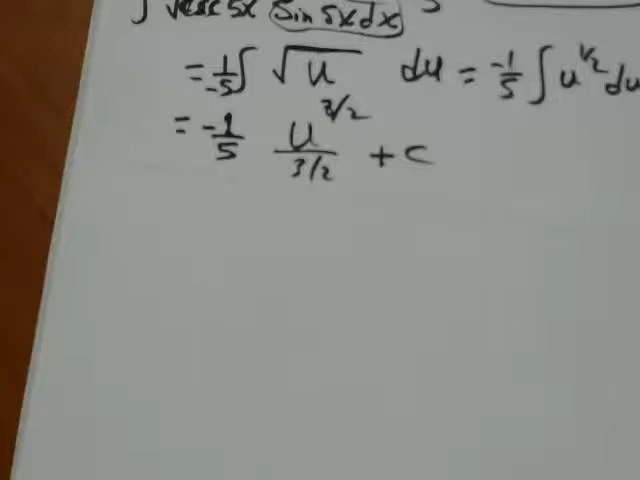 ∫ √cos 5x sin 5x dx
= 1/-5 ∫ √u du = -1/5 ∫ u^1/2 du
= -1/5 u^3/2 / 3/2 + c